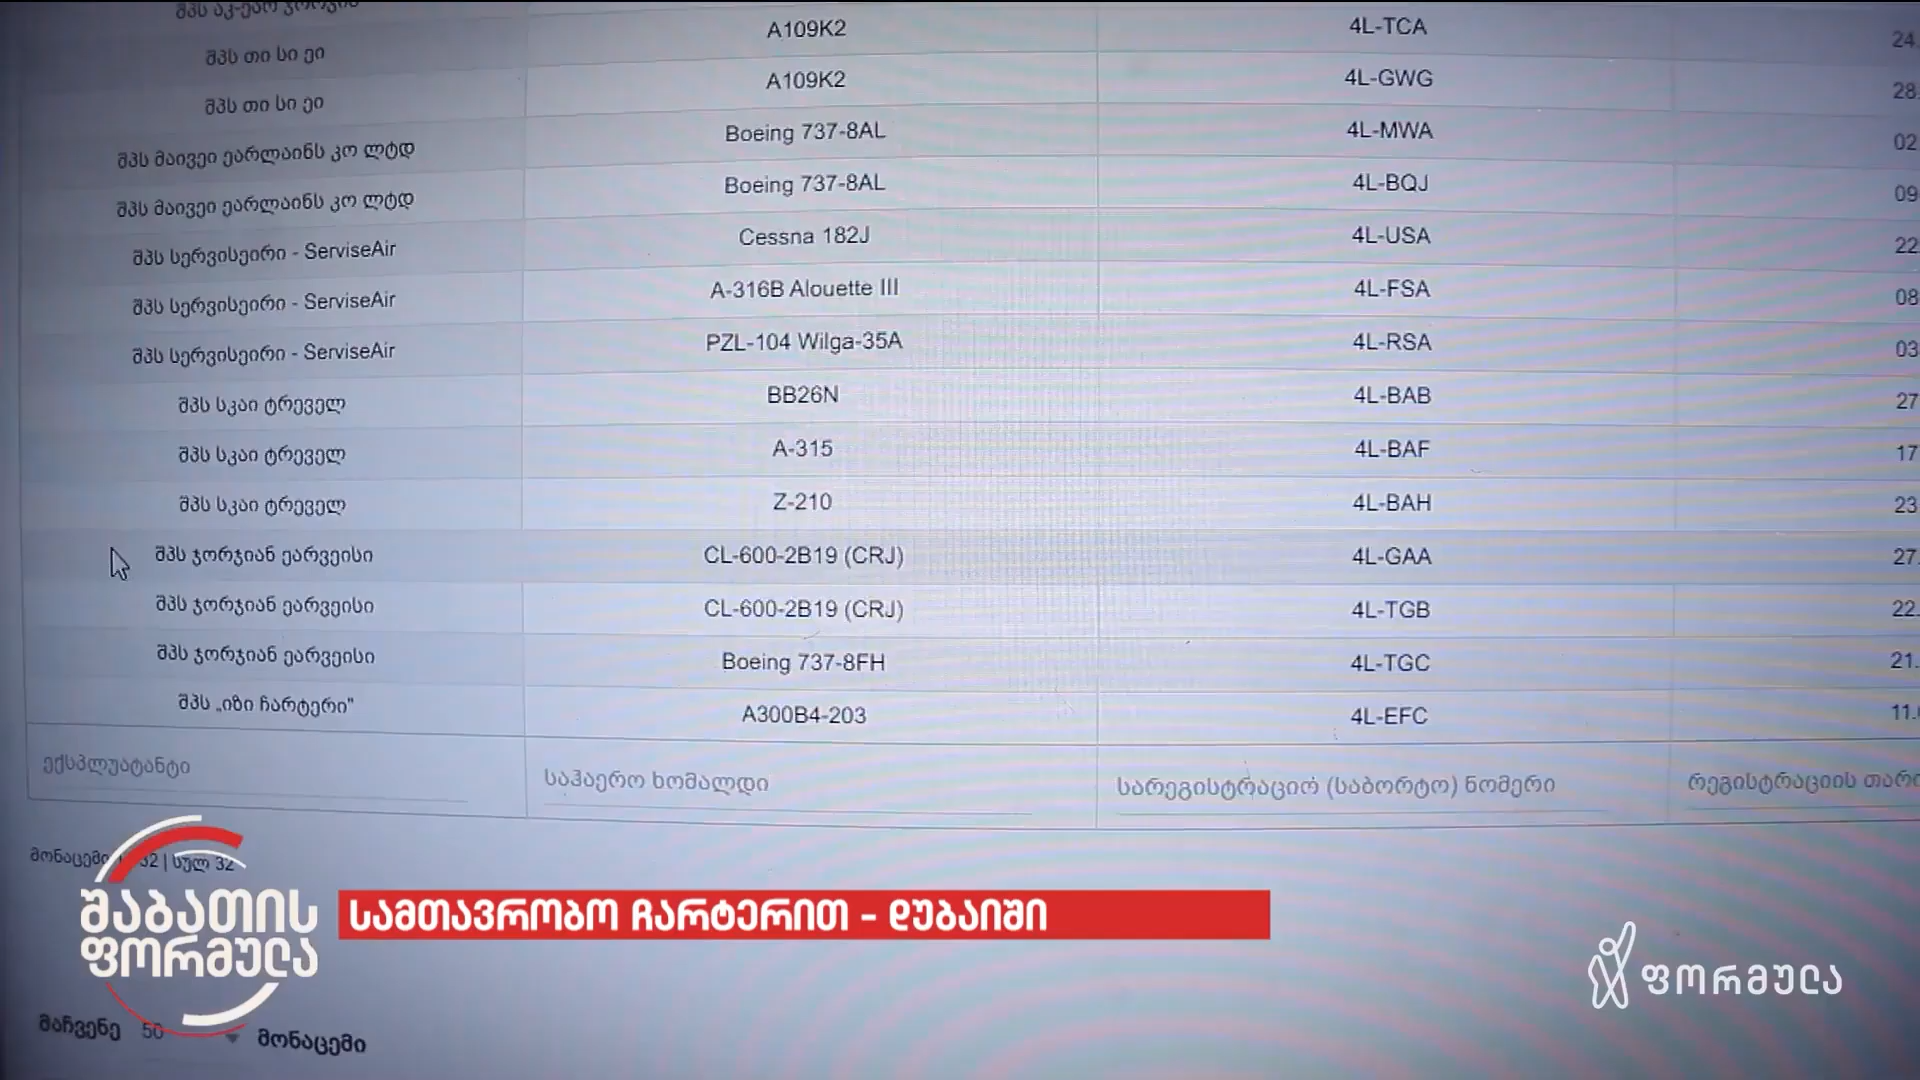 შპს
A109K2 4L-TCA 24.
შპს თი სი ეი A109K2 4L-GWG 28.
შპს თი სი ეი Boeing 737-8AL 4L-MWA 02
შპს მაივეი ეარლაინს კო ლტდ Boeing 737-8AL 4L-BQJ 09
შპს მაივეი ეარლაინს კო ლტდ Cessna 182J 4L-USA 22
შპს სერვისეირი - ServiseAir A-316B Alouette III 4L-FSA 08
შპს სერვისეირი - ServiseAir PZL-104 Wilga-35A 4L-RSA 03
შპს სერვისეირი - ServiseAir BB26N 4L-BAB 27
შპს სკაი ტრეველ A-315 4L-BAF 17
შპს სკაი ტრეველ Z-210 4L-BAH 23
შპს სკაი ტრეველ
შპს ჯორჯიან ეარვეისი CL-600-2B19 (CRJ) 4L-GAA 27.
შპს ჯორჯიან ეარვეისი CL-600-2B19 (CRJ) 4L-TGB 22.
შპს ჯორჯიან ეარვეისი Boeing 737-8FH 4L-TGC 21.
შპს „იზი ჩარტერი" A300B4-203 4L-EFC 11.
ექსპლუატანტი საჰაერო ხომალდი სარეგისტრაციო (საბორტო) ნომერი რეგისტრაციის
მონაცემი 32 | სულ 32
შაბათის
ფორმულა
სამთავრობო ჩარტერით - დუბაიში
ფორმულა
მაჩვენე 50 მონაცემი